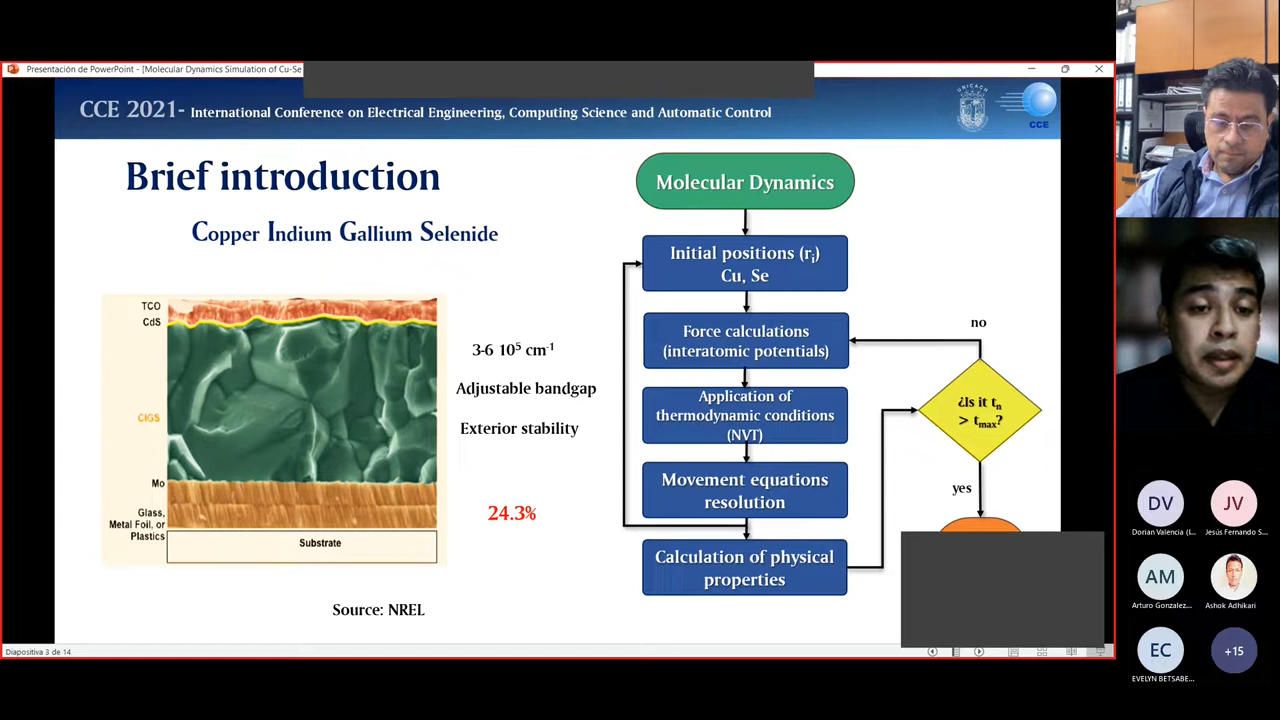 Presentación de PowerPoint - [Molecular Dynamics Simulation of Cu-Se
CCE 2021- International Conference on Electrical Engineering, Computing Science and Automatic Control
UNICACH
CCE
Brief introduction
Copper Indium Gallium Selenide
TCO
CdS
CIGS
Mo
Glass,
Metal Foil, or
Plastics
Substrate
3-6 10⁵ cm⁻¹
Adjustable bandgap
Exterior stability
24.3%
Source: NREL
Molecular Dynamics
Initial positions (rᵢ)
Cu, Se
Force calculations
(interatomic potentials)
Application of
thermodynamic conditions
(NVT)
Movement equations
resolution
Calculation of physical
properties
no
¿Is it tₙ
> tₘₐₓ?
yes
Diapositiva 3 de 14
DV
Dorian Valencia (I...
JV
Jesús Fernando S...
AM
Arturo Gonzalez...
Ashok Adhikari
EC
EVELYN BETSABE...
+15